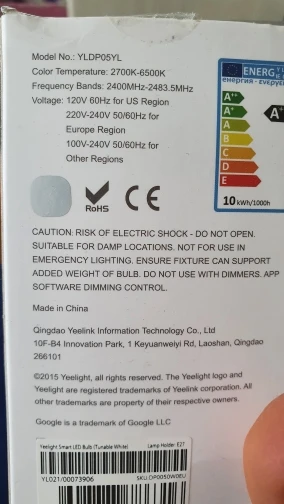 Model No.: YLDP05YL
Color Temperature: 2700K-6500K
Frequency Bands: 2400MHz-2483.5MHz
Voltage: 120V 60Hz for US Region
220V-240V 50/60Hz for
Europe Region
100V-240V 50/60Hz for
Other Regions
ENERG
енергия · ενέργει
A++
A+
A
B
C
D
E
A+
10 kWh/1000h
RoHS
CE
CAUTION: RISK OF ELECTRIC SHOCK - DO NOT OPEN.
SUITABLE FOR DAMP LOCATIONS. NOT FOR USE IN
EMERGENCY LIGHTING. ENSURE FIXTURE CAN SUPPORT
ADDED WEIGHT OF BULB. DO NOT USE WITH DIMMERS. APP
SOFTWARE DIMMING CONTROL.
Made in China
Qingdao Yeelink Information Technology Co., Ltd
10F-B4 Innovation Park, 1 Keyuanweiyi Rd, Laoshan, Qingdao
266101
©2015 Yeelight, all rights reserved. The Yeelight logo and
Yeelight are registered trademarks of Yeelink corporation. All
other trademarks are property of their respective owners.
Google is a trademark of Google LLC
Yeelight Smart LED Bulb (Tunable White) Lamp Holder: E27
YL021/00073906 SKU:DP0050W0EU